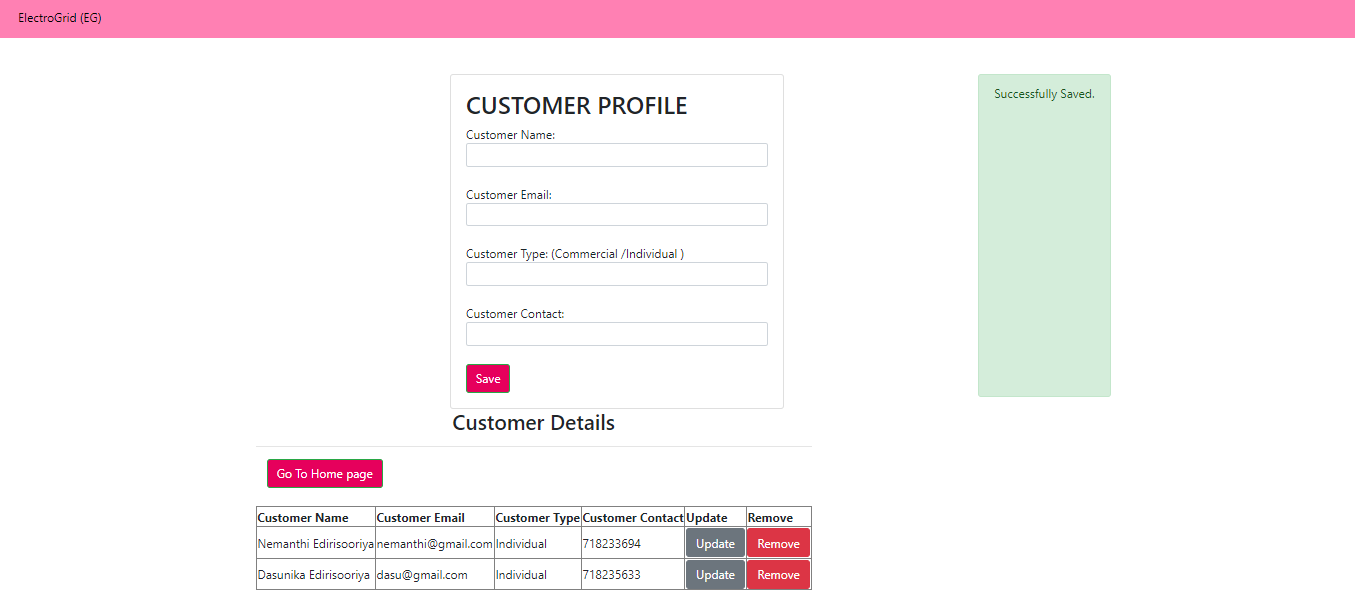 ElectroGrid (EG)
CUSTOMER PROFILE
Customer Name:
Customer Email:
Customer Type: (Commercial /Individual )
Customer Contact:
Save
Successfully Saved.
Customer Details
Go To Home page
Customer Name Customer Email Customer Type Customer Contact Update Remove
Nemanthi Edirisooriya nemanthi@gmail.com Individual 718233694 Update Remove
Dasunika Edirisooriya dasu@gmail.com Individual 718235633 Update Remove